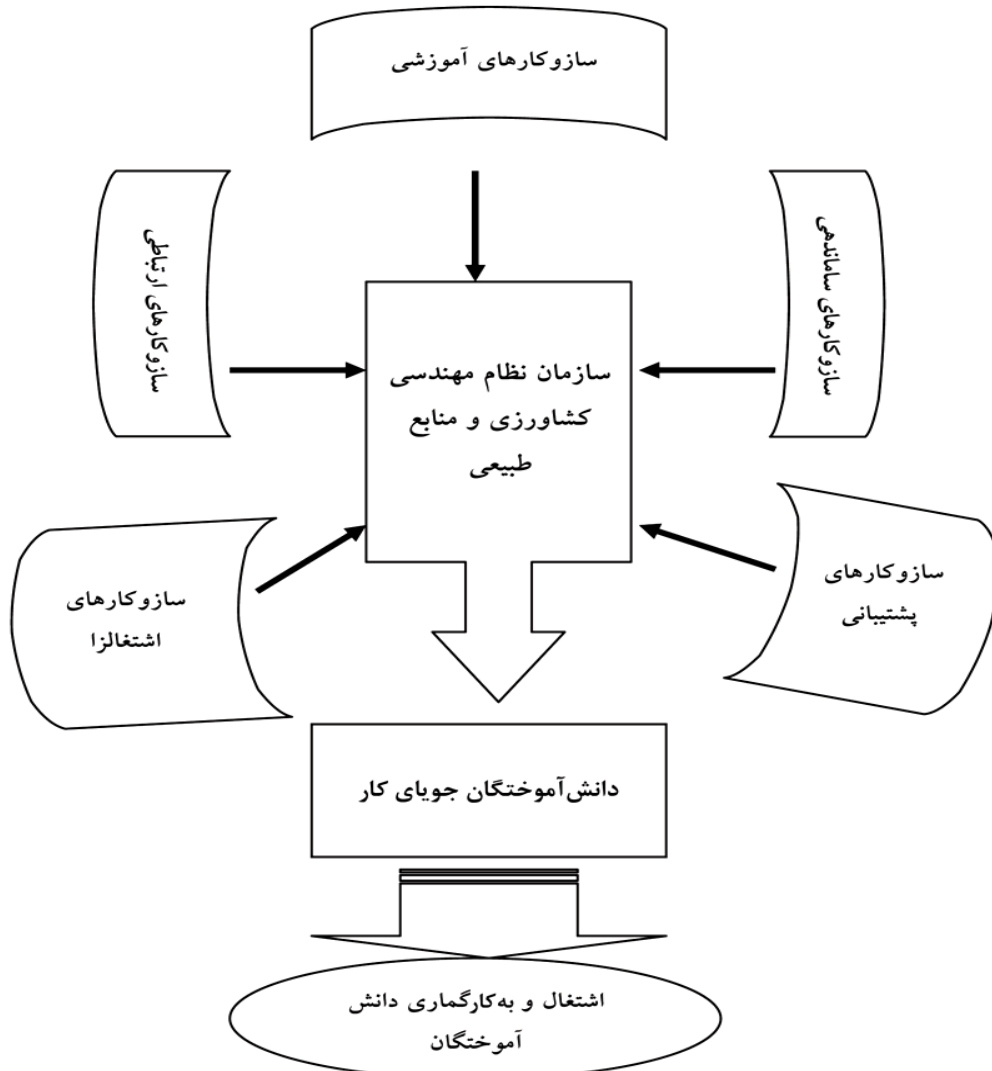 سازوکارهای آموزشی
سازوکارهای ساماندهی
سازوکارهای ارتباطی
سازمان نظام مهندسی
کشاورزی و منابع
طبیعی
سازوکارهای
پشتیبانی
سازوکارهای
اشتغالزا
دانش‌آموختگان جویای کار
اشتغال و به‌کارگماری دانش
آموختگان